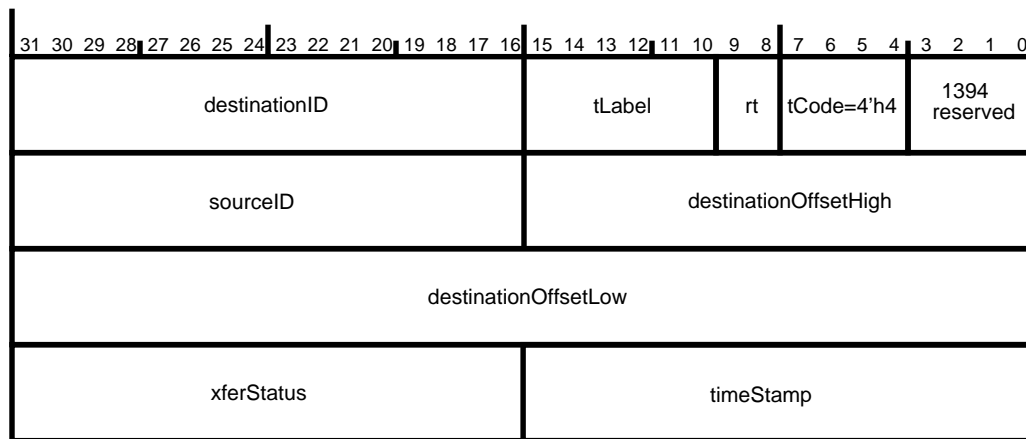 31 30 29 28 27 26 25 24 23 22 21 20 19 18 17 16 15 14 13 12 11 10 9 8 7 6 5 4 3 2 1 0
destinationID tLabel rt tCode=4'h4 1394
reserved
sourceID destinationOffsetHigh
destinationOffsetLow
xferStatus timeStamp